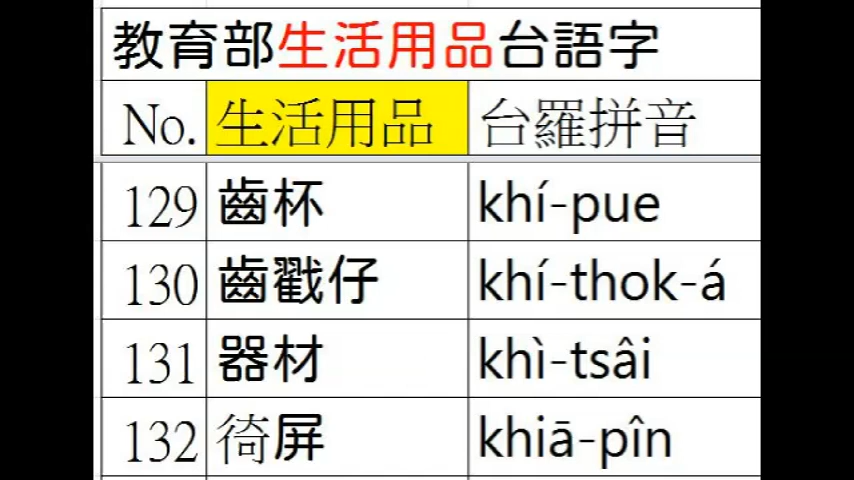 教育部生活用品台語字
No. 生活用品 台羅拼音
129 齒杯 khí-pue
130 齒戳仔 khí-thok-á
131 器材 khì-tsâi
132 徛屏 khiā-pîn